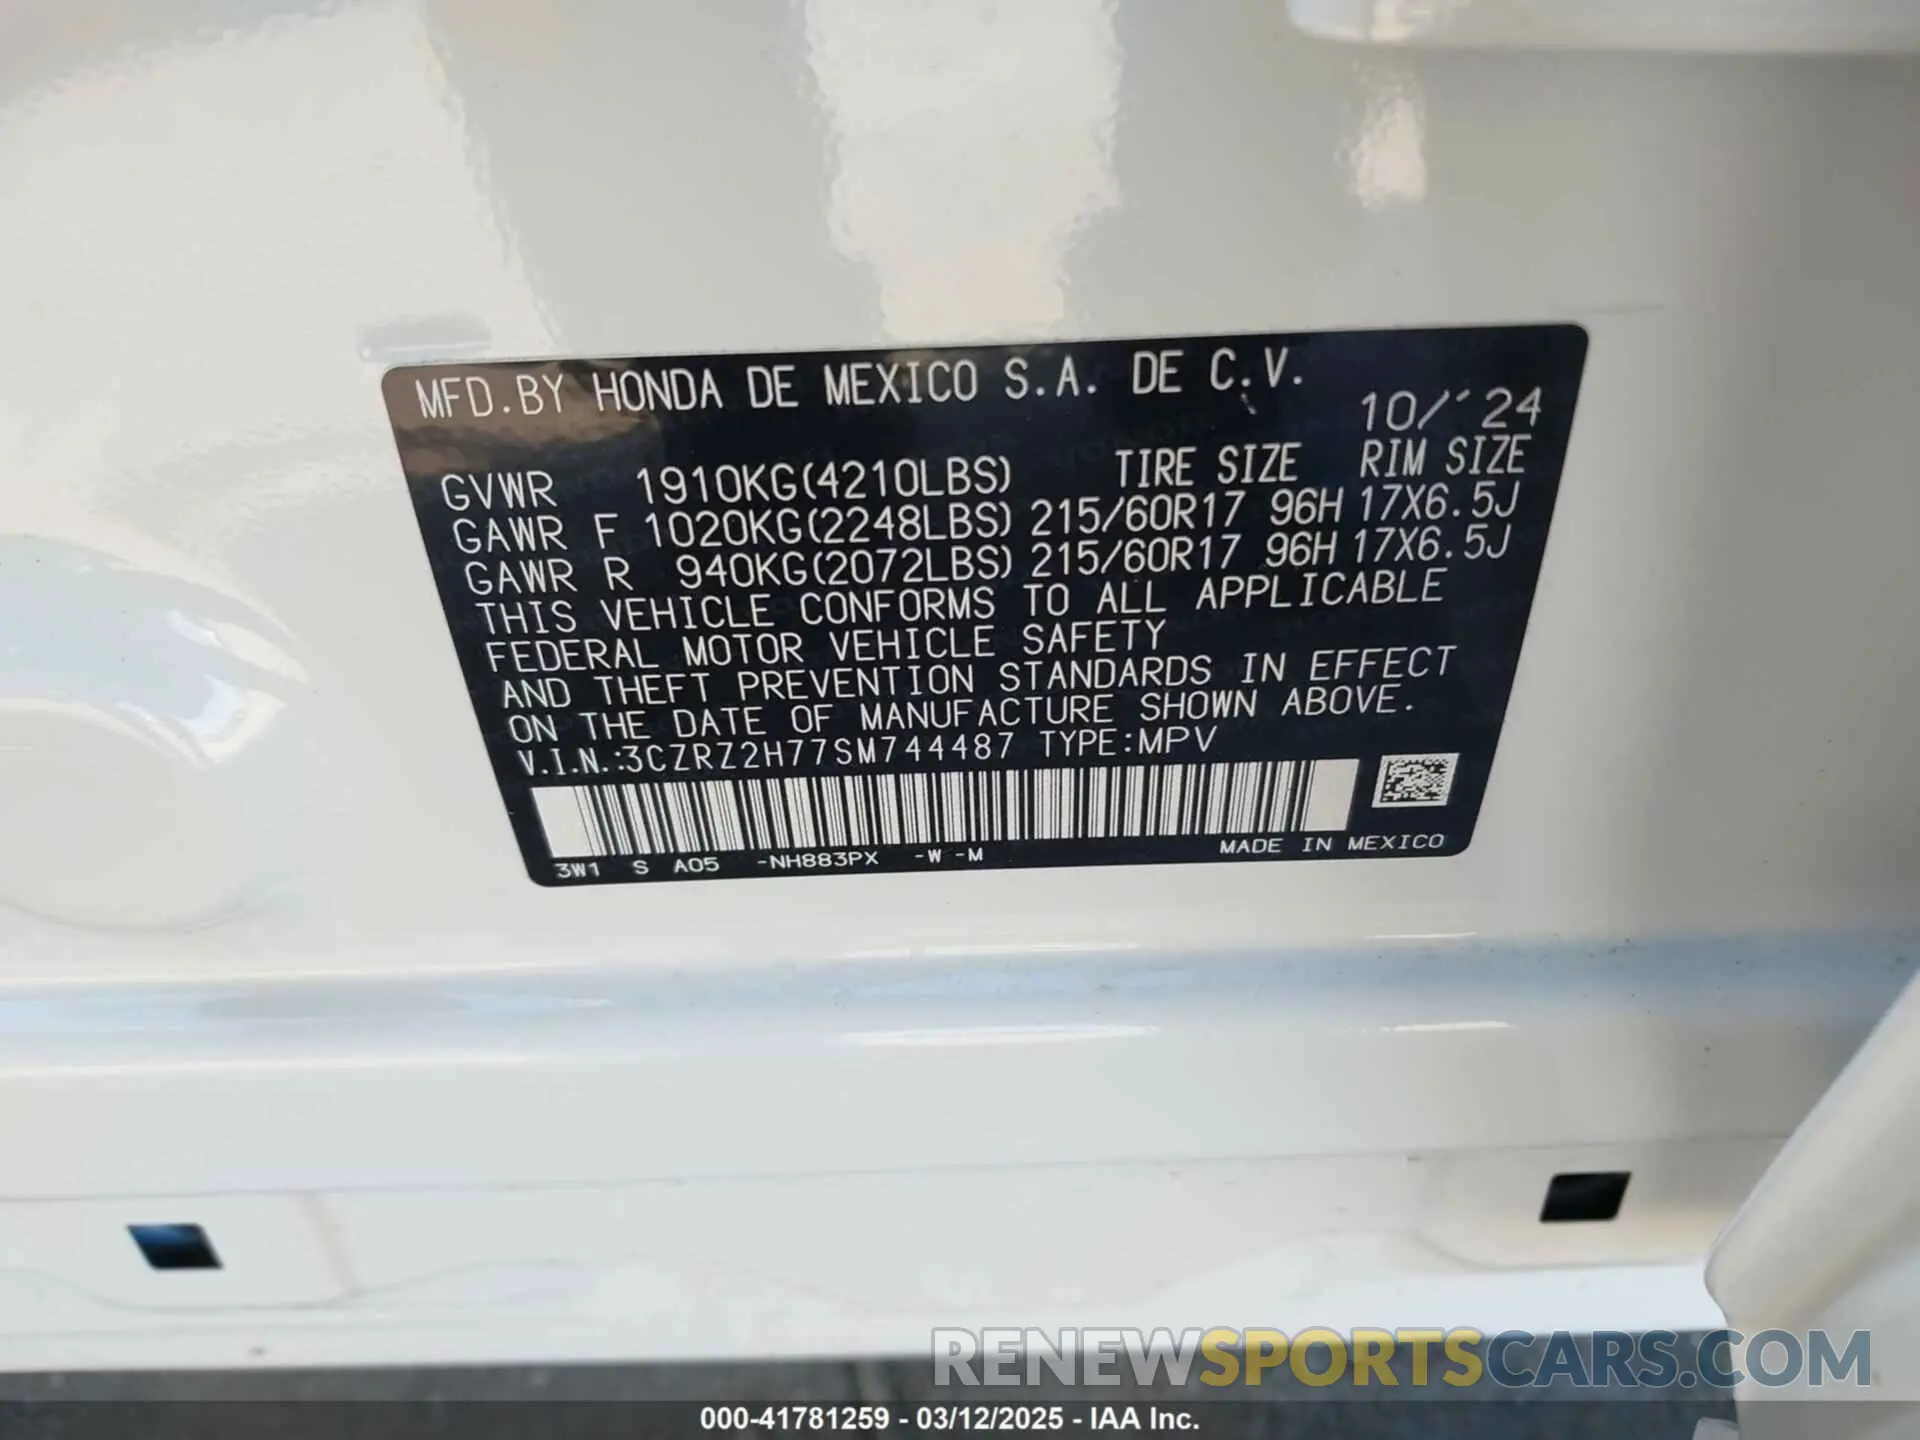 MFD.BY HONDA DE MEXICO S.A. DE C.V.
10/'24
GVWR 1910KG(4210LBS) TIRE SIZE RIM SIZE
GAWR F 1020KG(2248LBS) 215/60R17 96H 17X6.5J
GAWR R 940KG(2072LBS) 215/60R17 96H 17X6.5J
THIS VEHICLE CONFORMS TO ALL APPLICABLE
FEDERAL MOTOR VEHICLE SAFETY
AND THEFT PREVENTION STANDARDS IN EFFECT
ON THE DATE OF MANUFACTURE SHOWN ABOVE.
V.I.N.:3CZRZ2H77SM744487 TYPE:MPV
3W1 S A05 -NH883PX -W -M MADE IN MEXICO
RENEWSPORTSCARS.COM
000-41781259 - 03/12/2025 - IAA Inc.